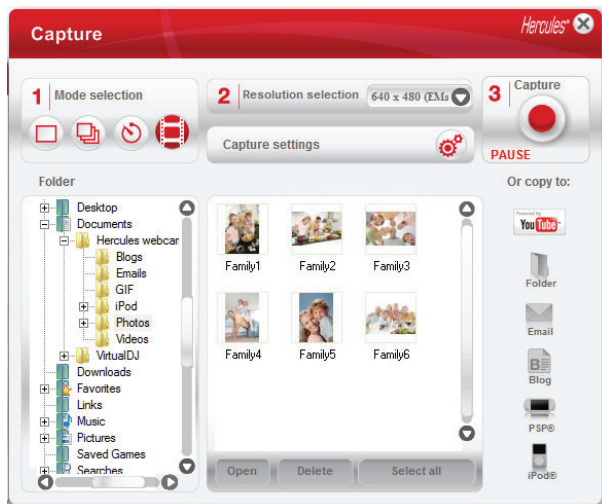 Capture
Hercules®
1 Mode selection
2 Resolution selection 640 x 480 (EMa
3 Capture
PAUSE
Capture settings
Folder
Or copy to:
Desktop
Documents
Hercules webcar
Blogs
Emails
GIF
iPod
Photos
Videos
VirtualDJ
Downloads
Favorites
Links
Music
Pictures
Saved Games
Searches
Family1 Family2 Family3
Family4 Family5 Family6
Open Delete Select all
Powered by
YouTube
Folder
Email
B
Blog
PSP®
iPod®